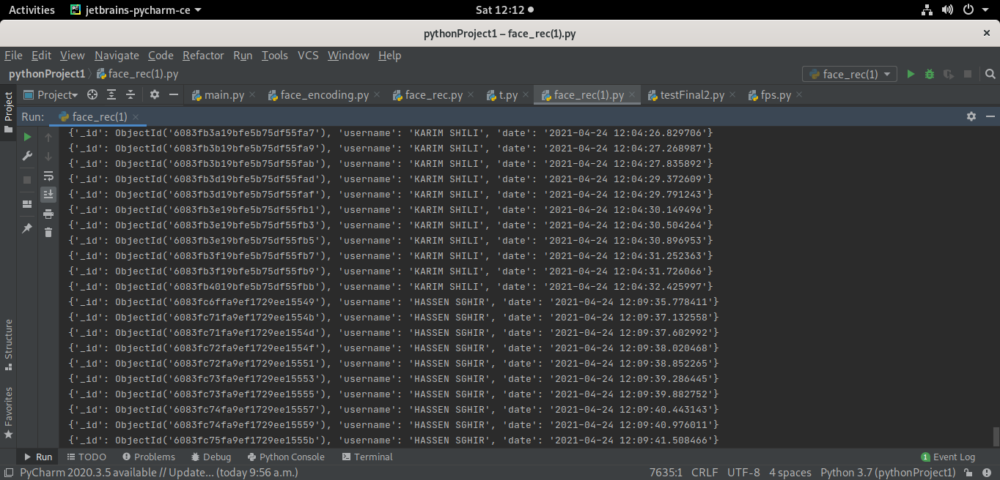 Activities jetbrains-pycharm-ce Sat 12:12
pythonProject1 – face_rec(1).py
File Edit View Navigate Code Refactor Run Tools VCS Window Help
pythonProject1 face_rec(1).py face_rec(1)
Project Project main.py face_encoding.py face_rec.py t.py face_rec(1).py testFinal2.py fps.py
Run: face_rec(1)
{'_id': ObjectId('6083fb3a19bfe5b75df55fa7'), 'username': 'KARIM SHILI', 'date': '2021-04-24 12:04:26.829706'}
{'_id': ObjectId('6083fb3b19bfe5b75df55fa9'), 'username': 'KARIM SHILI', 'date': '2021-04-24 12:04:27.268987'}
{'_id': ObjectId('6083fb3b19bfe5b75df55fab'), 'username': 'KARIM SHILI', 'date': '2021-04-24 12:04:27.835892'}
{'_id': ObjectId('6083fb3d19bfe5b75df55fad'), 'username': 'KARIM SHILI', 'date': '2021-04-24 12:04:29.372609'}
{'_id': ObjectId('6083fb3d19bfe5b75df55faf'), 'username': 'KARIM SHILI', 'date': '2021-04-24 12:04:29.791243'}
{'_id': ObjectId('6083fb3e19bfe5b75df55fb1'), 'username': 'KARIM SHILI', 'date': '2021-04-24 12:04:30.149496'}
{'_id': ObjectId('6083fb3e19bfe5b75df55fb3'), 'username': 'KARIM SHILI', 'date': '2021-04-24 12:04:30.504264'}
{'_id': ObjectId('6083fb3e19bfe5b75df55fb5'), 'username': 'KARIM SHILI', 'date': '2021-04-24 12:04:30.896953'}
{'_id': ObjectId('6083fb3f19bfe5b75df55fb7'), 'username': 'KARIM SHILI', 'date': '2021-04-24 12:04:31.252363'}
{'_id': ObjectId('6083fb3f19bfe5b75df55fb9'), 'username': 'KARIM SHILI', 'date': '2021-04-24 12:04:31.726066'}
{'_id': ObjectId('6083fb4019bfe5b75df55fbb'), 'username': 'KARIM SHILI', 'date': '2021-04-24 12:04:32.425997'}
{'_id': ObjectId('6083fc6ffa9ef1729ee15549'), 'username': 'HASSEN SGHIR', 'date': '2021-04-24 12:09:35.778411'}
{'_id': ObjectId('6083fc71fa9ef1729ee1554b'), 'username': 'HASSEN SGHIR', 'date': '2021-04-24 12:09:37.132558'}
{'_id': ObjectId('6083fc71fa9ef1729ee1554d'), 'username': 'HASSEN SGHIR', 'date': '2021-04-24 12:09:37.602992'}
{'_id': ObjectId('6083fc72fa9ef1729ee1554f'), 'username': 'HASSEN SGHIR', 'date': '2021-04-24 12:09:38.020468'}
{'_id': ObjectId('6083fc72fa9ef1729ee15551'), 'username': 'HASSEN SGHIR', 'date': '2021-04-24 12:09:38.852265'}
{'_id': ObjectId('6083fc73fa9ef1729ee15553'), 'username': 'HASSEN SGHIR', 'date': '2021-04-24 12:09:39.286445'}
{'_id': ObjectId('6083fc73fa9ef1729ee15555'), 'username': 'HASSEN SGHIR', 'date': '2021-04-24 12:09:39.882752'}
{'_id': ObjectId('6083fc74fa9ef1729ee15557'), 'username': 'HASSEN SGHIR', 'date': '2021-04-24 12:09:40.443143'}
{'_id': ObjectId('6083fc74fa9ef1729ee15559'), 'username': 'HASSEN SGHIR', 'date': '2021-04-24 12:09:40.976011'}
{'_id': ObjectId('6083fc75fa9ef1729ee1555b'), 'username': 'HASSEN SGHIR', 'date': '2021-04-24 12:09:41.508466'}
Structure
Favorites
Run TODO Problems Debug Python Console Terminal 1 Event Log
PyCharm 2020.3.5 available // Update... (today 9:56 a.m.) 7635:1 CRLF UTF-8 4 spaces Python 3.7 (pythonProject1)